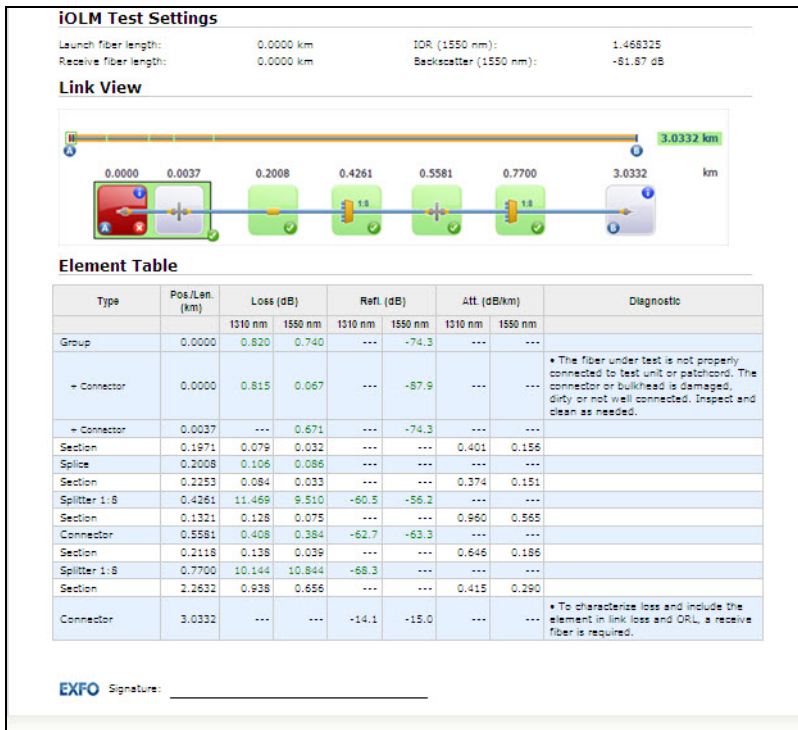 iOLM Test Settings
Launch fiber length: 0.0000 km IOR (1550 nm): 1.468325
Receive fiber length: 0.0000 km Backscatter (1550 nm): -81.87 dB
Link View
3.0332 km
A B
0.0000 0.0037 0.2008 0.4261 0.5581 0.7700 3.0332 km
1:8 1:8
A B
Element Table
Type Pos./Len. (km) Loss (dB) Refl. (dB) Att. (dB/km) Diagnostic
1310 nm 1550 nm 1310 nm 1550 nm 1310 nm 1550 nm
Group 0.0000 0.820 0.740 --- -74.3 --- ---
+ Connector 0.0000 0.815 0.067 --- -87.9 --- --- • The fiber under test is not properly
connected to test unit or patchcord. The
connector or bulkhead is damaged,
dirty or not well connected. Inspect and
clean as needed.
+ Connector 0.0037 --- 0.671 --- -74.3 --- ---
Section 0.1971 0.079 0.032 --- --- 0.401 0.156
Splice 0.2008 0.106 0.086 --- --- --- ---
Section 0.2253 0.084 0.033 --- --- 0.374 0.151
Splitter 1:8 0.4261 11.469 9.510 -60.5 -56.2 --- ---
Section 0.1321 0.128 0.075 --- --- 0.960 0.565
Connector 0.5581 0.408 0.384 -62.7 -63.3 --- ---
Section 0.2118 0.138 0.039 --- --- 0.646 0.186
Splitter 1:8 0.7700 10.144 10.844 -68.3 --- --- ---
Section 2.2632 0.938 0.656 --- --- 0.415 0.290
Connector 3.0332 --- --- -14.1 -15.0 --- --- • To characterize loss and include the
element in link loss and ORL, a receive
fiber is required.
EXFO Signature: